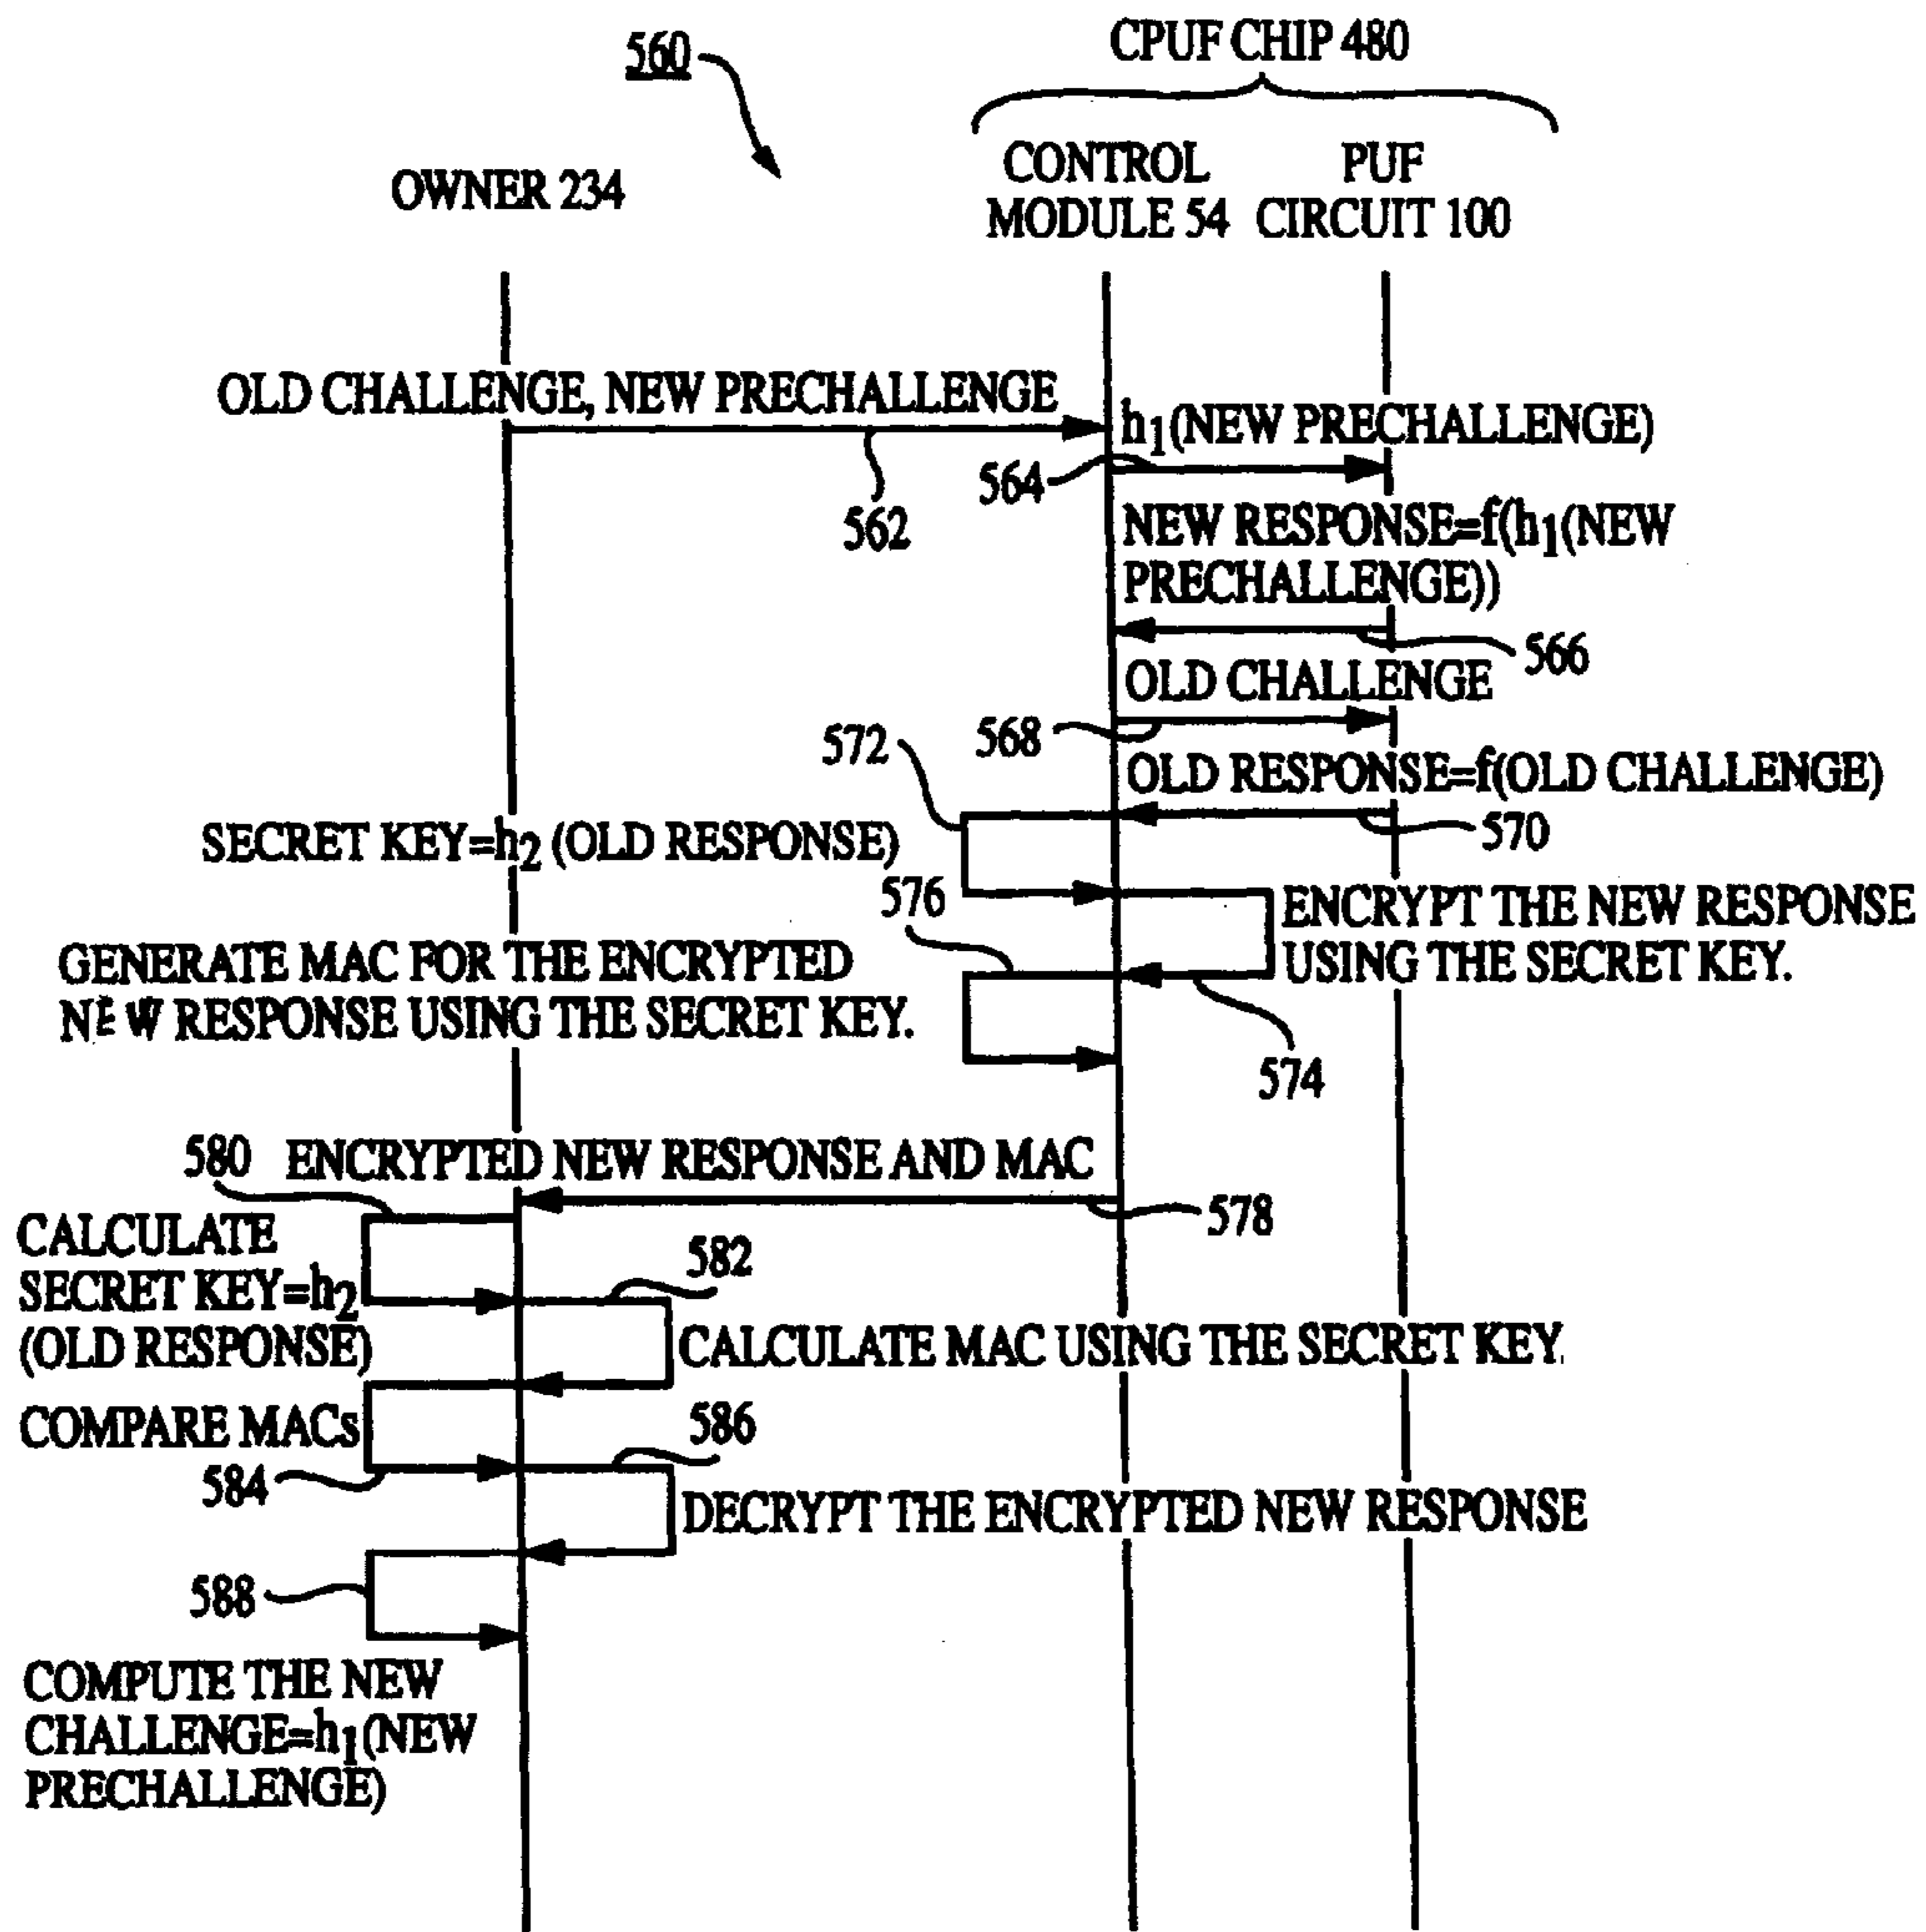 560
CPUF CHIP 480
OWNER 234
CONTROL
MODULE 54
PUF
CIRCUIT 100
OLD CHALLENGE, NEW PRECHALLENGE
562
h1(NEW PRECHALLENGE)
564
NEW RESPONSE=f(h1(NEW
PRECHALLENGE))
566
OLD CHALLENGE
568
572
OLD RESPONSE=f(OLD CHALLENGE)
570
SECRET KEY=h2 (OLD RESPONSE)
576
ENCRYPT THE NEW RESPONSE
USING THE SECRET KEY.
574
GENERATE MAC FOR THE ENCRYPTED
NEW RESPONSE USING THE SECRET KEY.
580
ENCRYPTED NEW RESPONSE AND MAC
578
CALCULATE
SECRET KEY=h2
(OLD RESPONSE)
582
CALCULATE MAC USING THE SECRET KEY.
COMPARE MACs
584
586
DECRYPT THE ENCRYPTED NEW RESPONSE
588
COMPUTE THE NEW
CHALLENGE=h1(NEW
PRECHALLENGE)